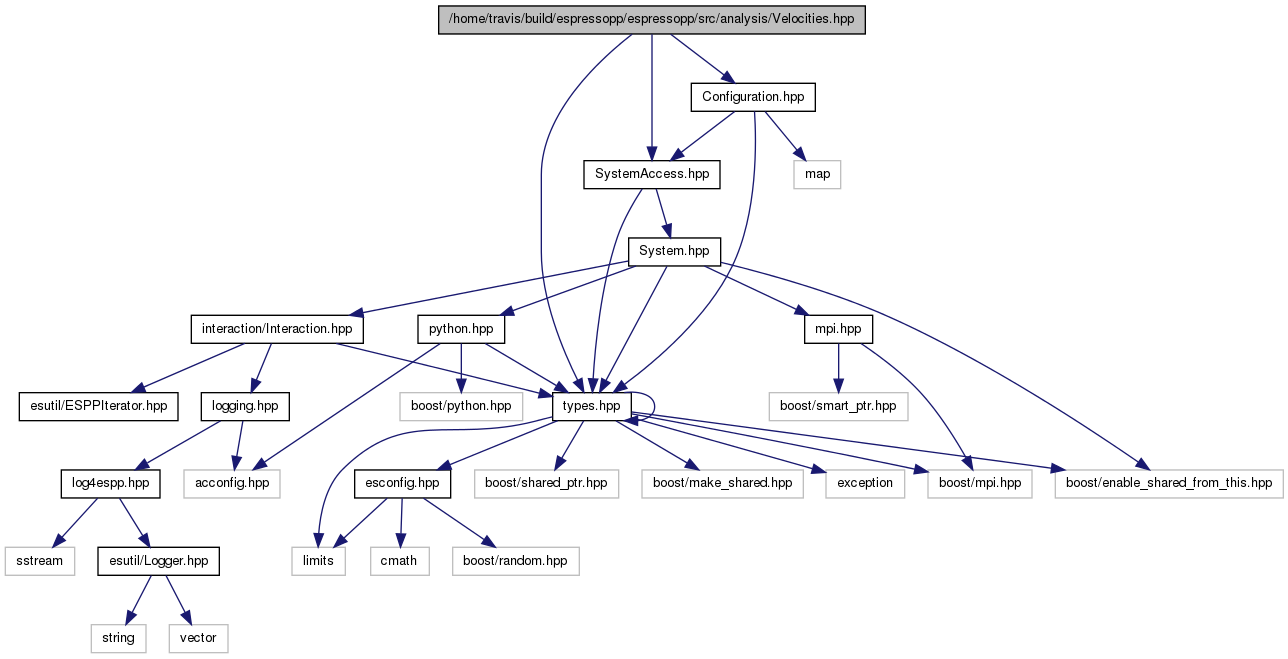 /home/travis/build/espressopp/espressopp/src/analysis/Velocities.hpp
Configuration.hpp
SystemAccess.hpp
map
System.hpp
interaction/Interaction.hpp
python.hpp
mpi.hpp
esutil/ESPPIterator.hpp
logging.hpp
boost/python.hpp
types.hpp
boost/smart_ptr.hpp
log4espp.hpp
acconfig.hpp
esconfig.hpp
boost/shared_ptr.hpp
boost/make_shared.hpp
exception
boost/mpi.hpp
boost/enable_shared_from_this.hpp
sstream
esutil/Logger.hpp
limits
cmath
boost/random.hpp
string
vector